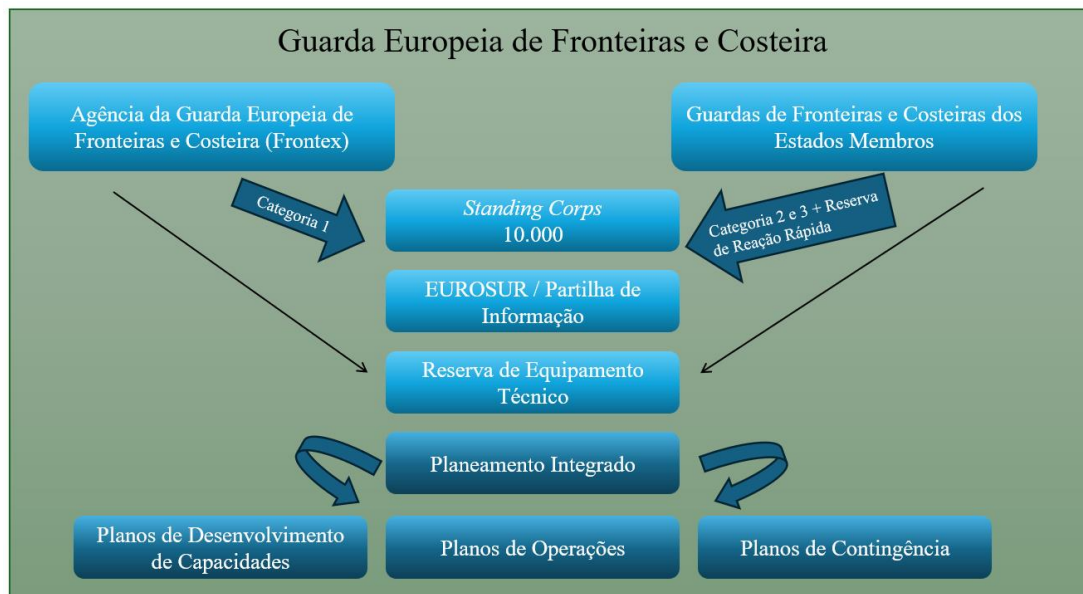 Guarda Europeia de Fronteiras e Costeira
Agência da Guarda Europeia de
Fronteiras e Costeira (Frontex)
Guardas de Fronteiras e Costeiras dos
Estados Membros
Categoria 1
Standing Corps
10.000
Categoria 2 e 3 + Reserva
de Reação Rápida
EUROSUR / Partilha de
Informação
Reserva de Equipamento
Técnico
Planeamento Integrado
Planos de Desenvolvimento
de Capacidades
Planos de Operações
Planos de Contingência